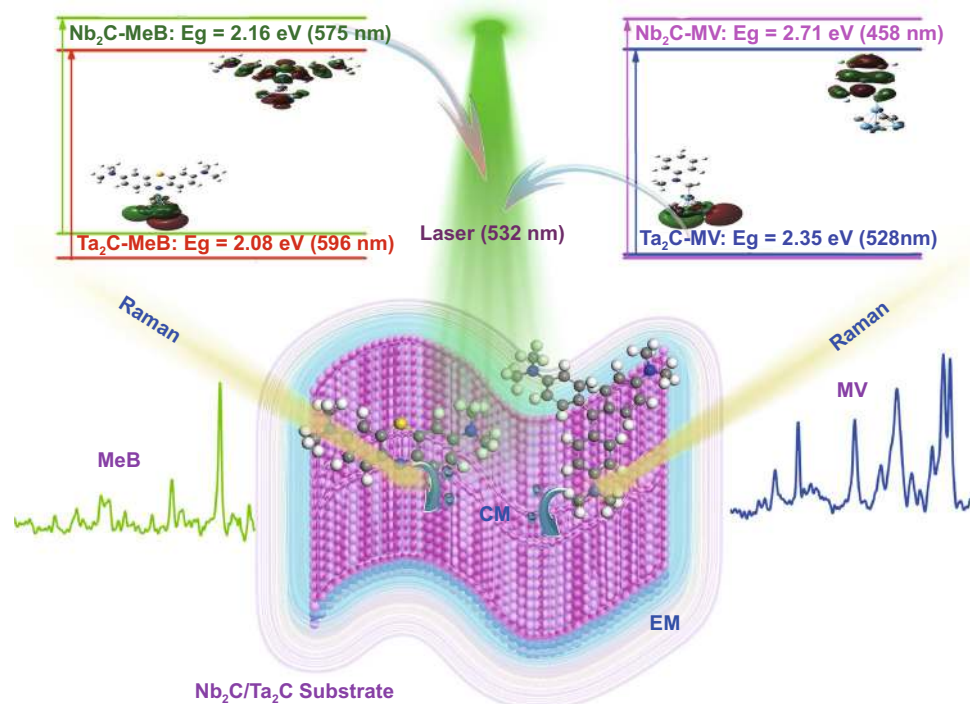 Nb₂C-MeB: Eg = 2.16 eV (575 nm)
Nb₂C-MV: Eg = 2.71 eV (458 nm)
Ta₂C-MeB: Eg = 2.08 eV (596 nm)
Laser (532 nm)
Ta₂C-MV: Eg = 2.35 eV (528nm)
Raman
Raman
MeB
MV
CM
EM
Nb₂C/Ta₂C Substrate